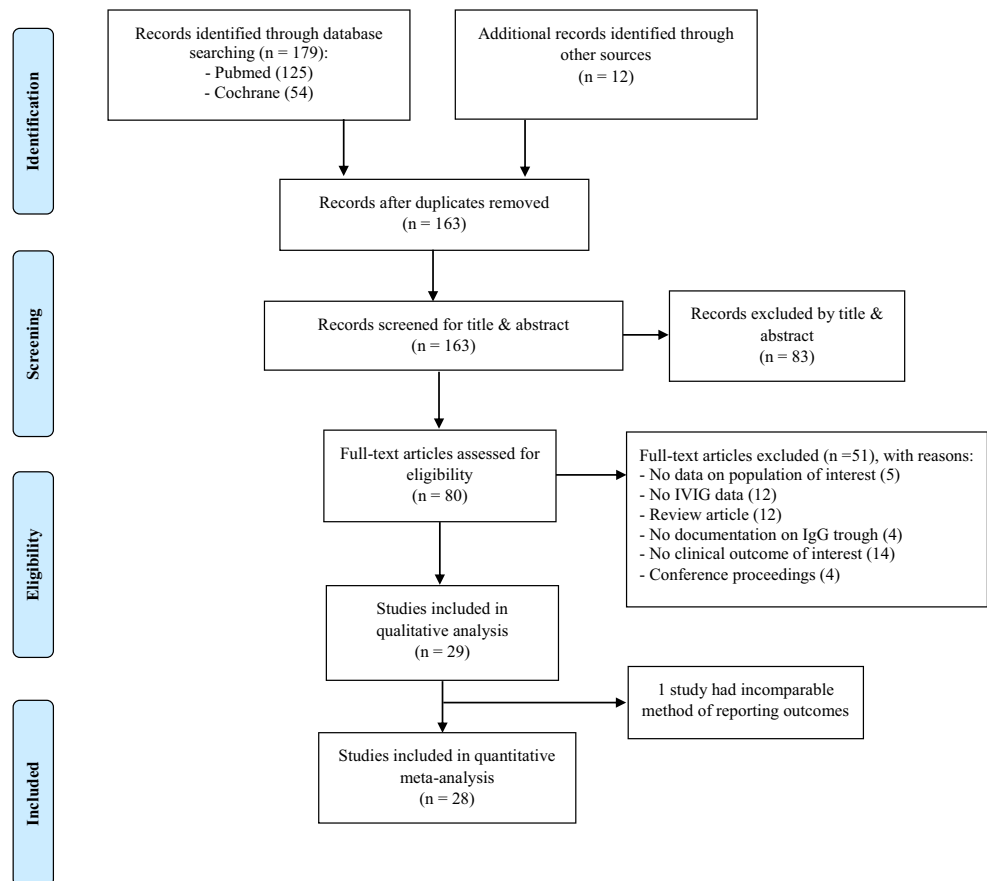 Identification
Records identified through database
searching (n = 179):
- Pubmed (125)
- Cochrane (54)
Additional records identified through
other sources
(n = 12)
Records after duplicates removed
(n = 163)
Screening
Records screened for title & abstract
(n = 163)
Records excluded by title &
abstract
(n = 83)
Eligibility
Full-text articles assessed for
eligibility
(n = 80)
Full-text articles excluded (n =51), with reasons:
- No data on population of interest (5)
- No IVIG data (12)
- Review article (12)
- No documentation on IgG trough (4)
- No clinical outcome of interest (14)
- Conference proceedings (4)
Studies included in
qualitative analysis
(n = 29)
1 study had incomparable
method of reporting outcomes
Included
Studies included in quantitative
meta-analysis
(n = 28)